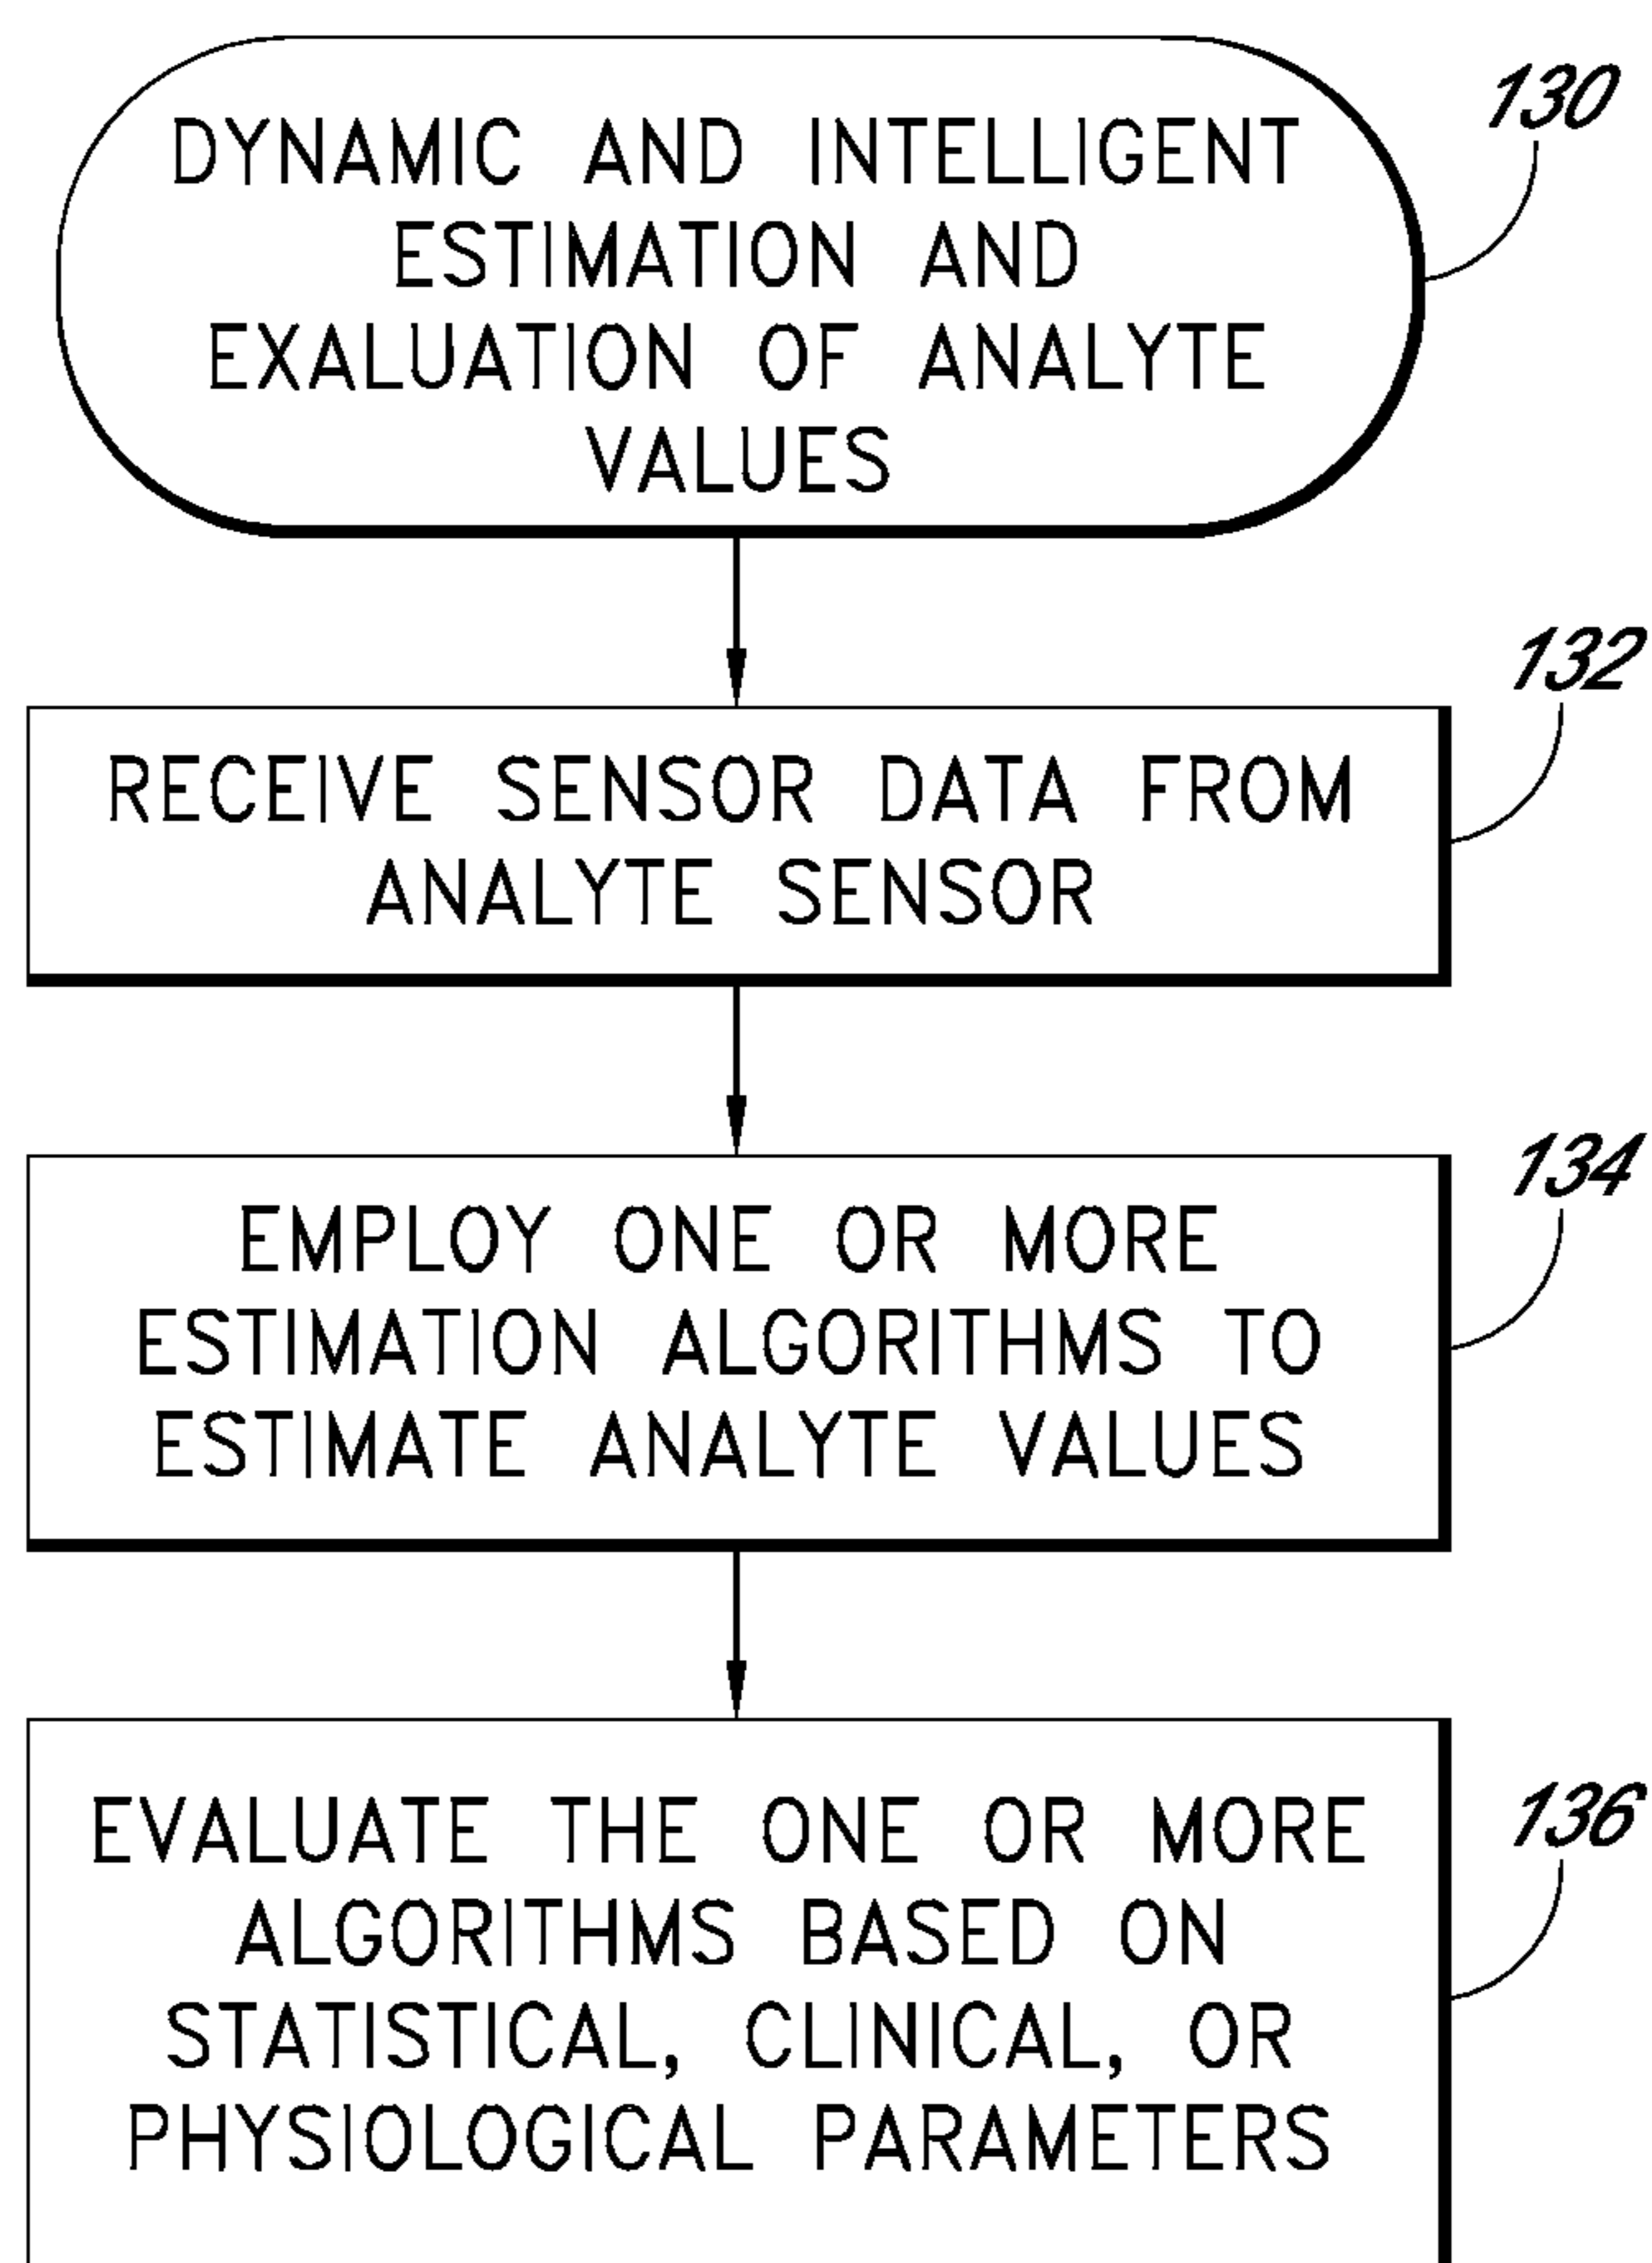 DYNAMIC AND INTELLIGENT
ESTIMATION AND
EXALUATION OF ANALYTE
VALUES
130
RECEIVE SENSOR DATA FROM
ANALYTE SENSOR
132
EMPLOY ONE OR MORE
ESTIMATION ALGORITHMS TO
ESTIMATE ANALYTE VALUES
134
EVALUATE THE ONE OR MORE
ALGORITHMS BASED ON
STATISTICAL, CLINICAL, OR
PHYSIOLOGICAL PARAMETERS
136